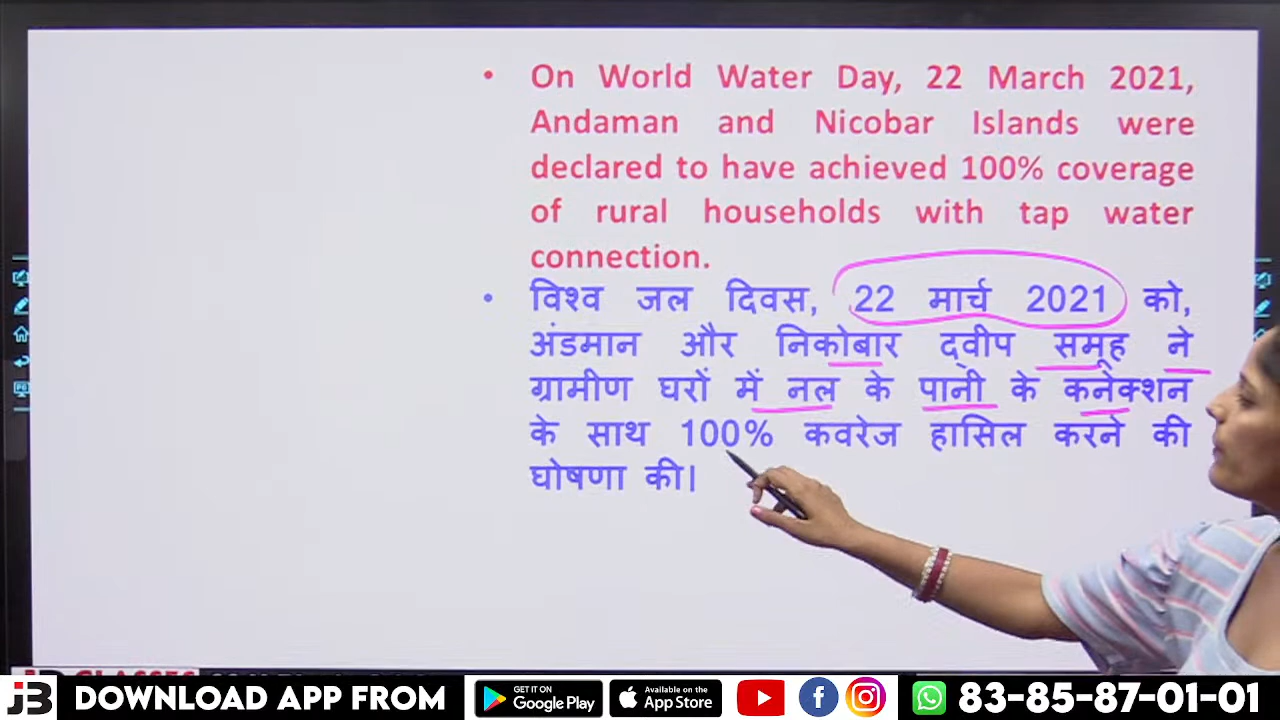 • On World Water Day, 22 March 2021,
Andaman and Nicobar Islands were
declared to have achieved 100% coverage
of rural households with tap water
connection.
• विश्व जल दिवस, 22 मार्च 2021 को,
अंडमान और निकोबार द्वीप समूह ने
ग्रामीण घरों में नल के पानी के कनेक्शन
के साथ 100% कवरेज हासिल करने की
घोषणा की।
JB DOWNLOAD APP FROM GET IT ON Google Play Available on the App Store 83-85-87-01-01